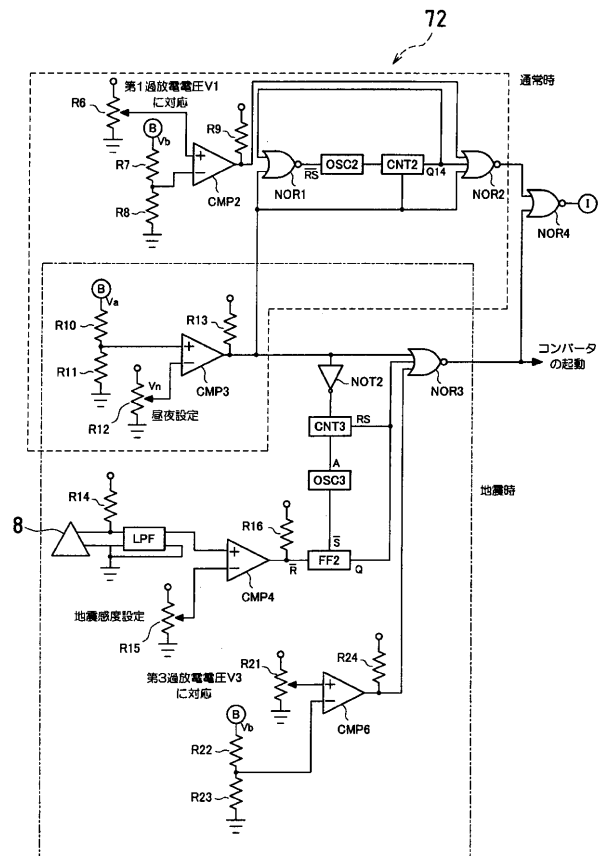 72
通常時
第1過放電電圧V1
に対応
R6
B
Vb
R7
R8
R9
CMP2
NOR1
RS
OSC2
CNT2
Q14
NOR2
NOR4
I
B
Va
R10
R11
R12
Vn
昼夜設定
R13
CMP3
NOT2
NOR3
コンバータ
の起動
CNT3
RS
A
OSC3
地震時
8
R14
LPF
R16
CMP4
R
S
FF2
Q
地震感度設定
R15
第3過放電電圧V3
に対応
R21
R24
CMP6
B
Vb
R22
R23